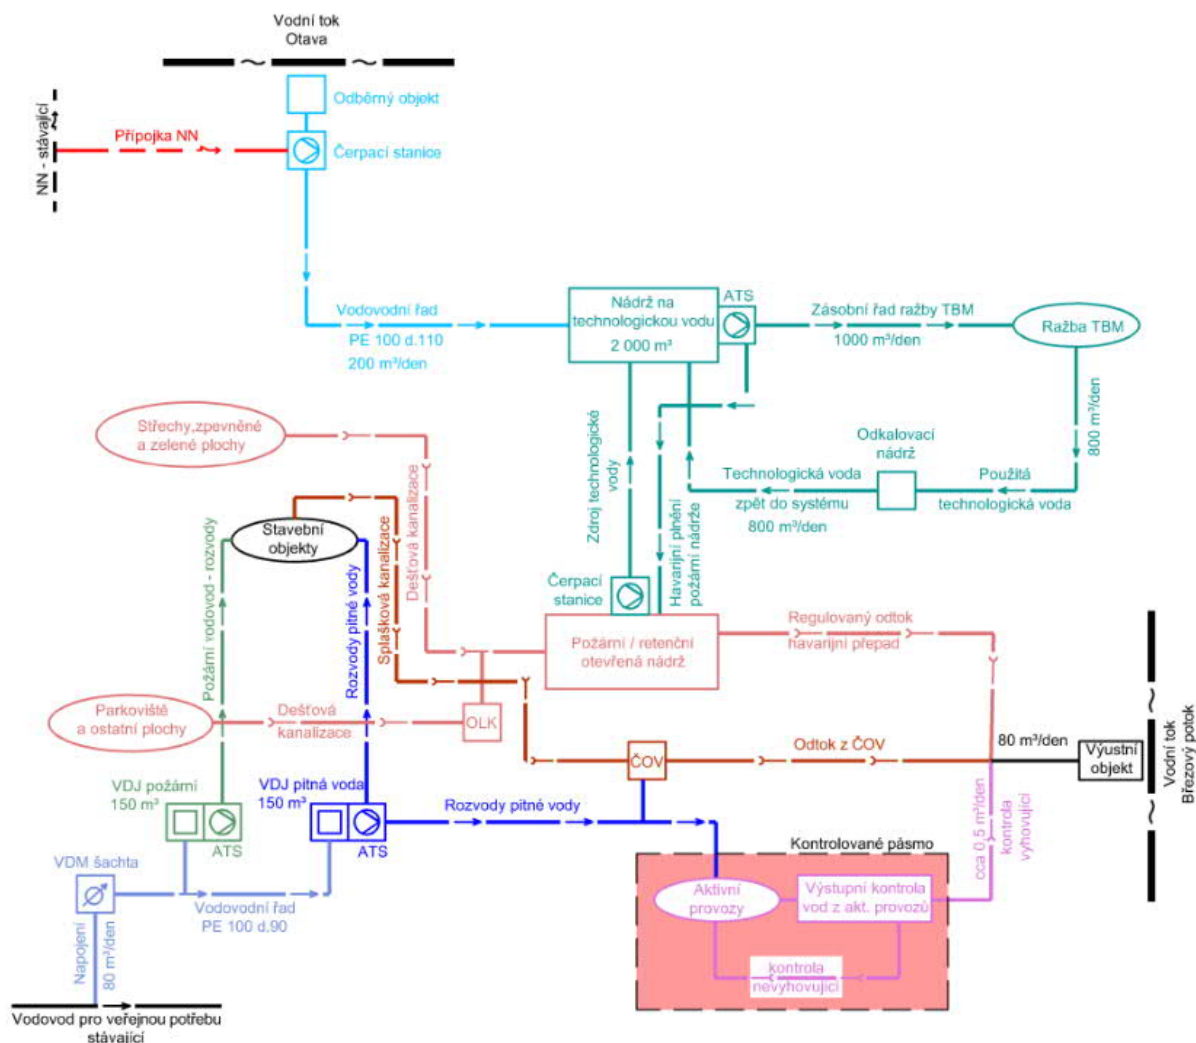 Vodní tok
Otava
Odběrný objekt
NN - stávající
Přípojka NN
Čerpací stanice
Vodovodní řad
PE 100 d.110
200 m³/den
Nádrž na
technologickou vodu
2 000 m³
ATS
Zásobní řad ražby TBM
1000 m³/den
Ražba TBM
800 m³/den
Odkalovací
nádrž
Použitá
technologická voda
Technologická voda
zpět do systému
800 m³/den
Zdroj technologické
vody
Havarijní plnění
požární nádrže
Čerpací
stanice
Střechy,zpevněné
a zelené plochy
Dešťová kanalizace
Stavební
objekty
Splašková kanalizace
Požární vodovod - rozvody
Rozvody pitné vody
Požární / retenční
otevřená nádrž
Regulovaný odtok
havarijní přepad
Parkoviště
a ostatní plochy
Dešťová
kanalizace
OLK
ČOV
Odtok z ČOV
80 m³/den
Výustní
objekt
Vodní tok
Březový potok
VDJ požární
150 m³
ATS
VDJ pitná voda
150 m³
ATS
Rozvody pitné vody
cca 0,5 m³/den
kontrola
vyhovující
VDM šachta
Vodovodní řad
PE 100 d.90
Napojení
80 m³/den
Kontrolované pásmo
Aktivní
provozy
Výstupní kontrola
vod z akt. provozů
kontrola
nevyhovující
Vodovod pro veřejnou potřebu
stávající